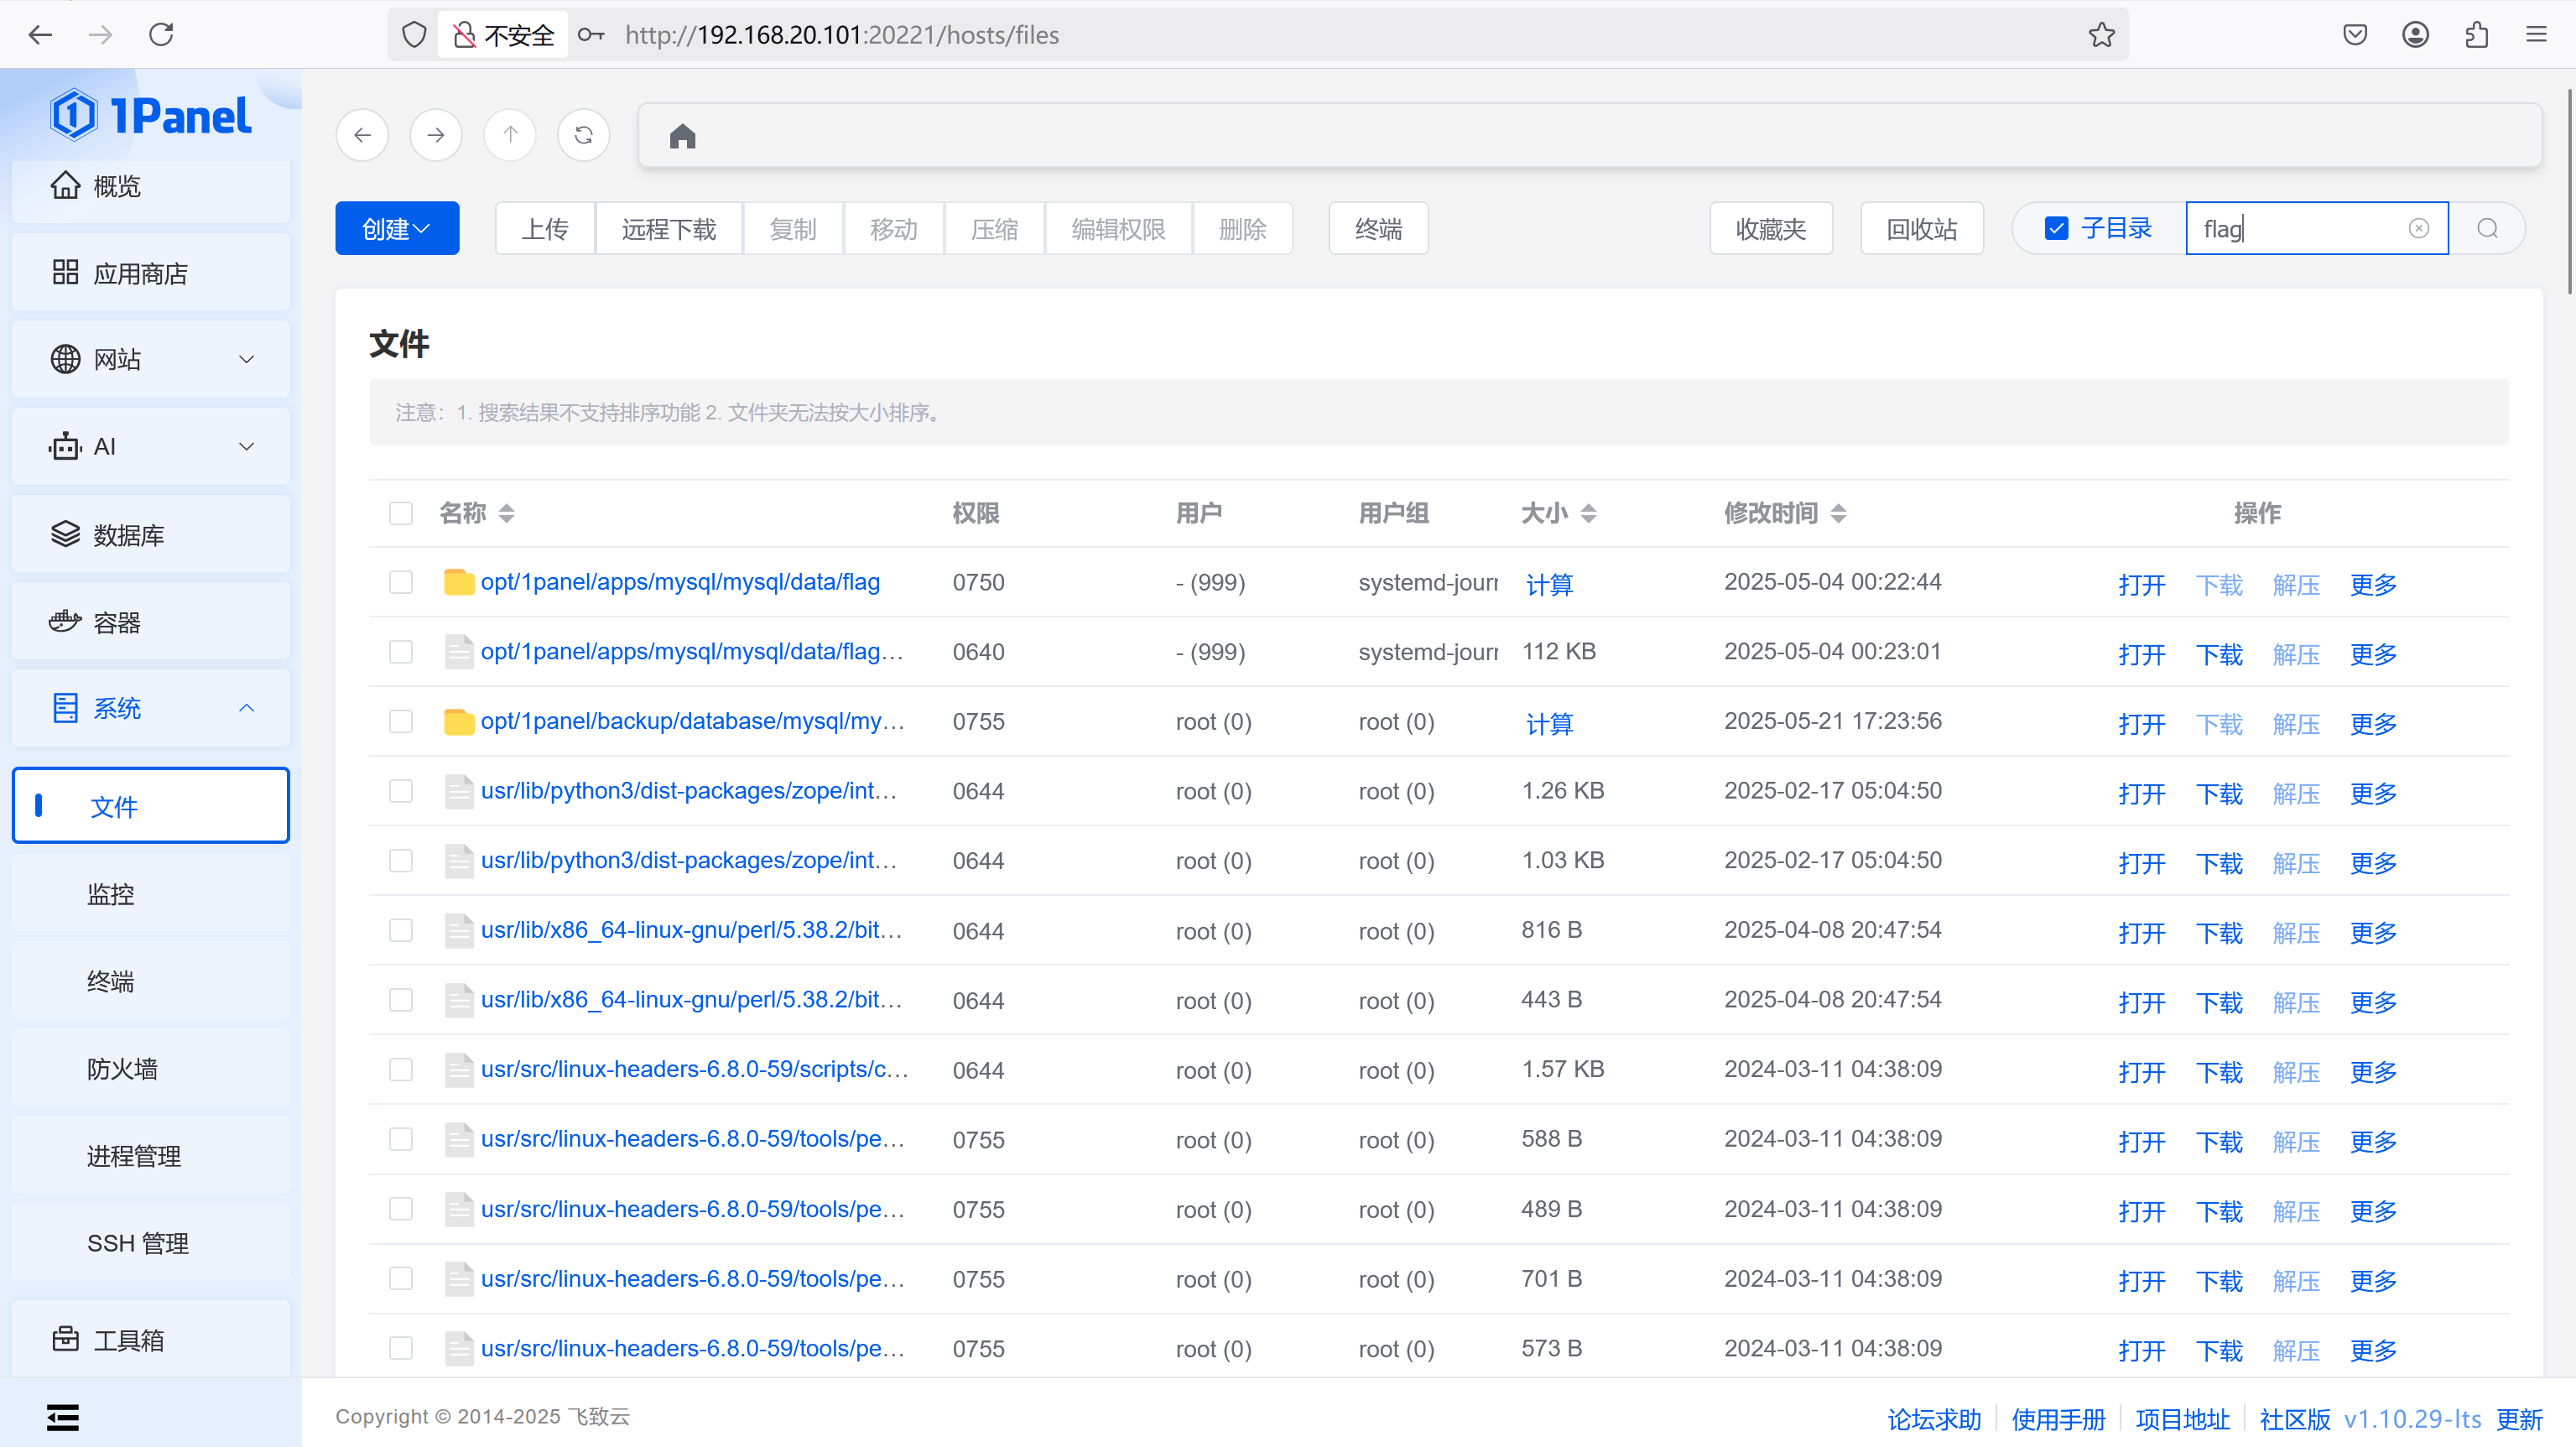 不安全 http://192.168.20.101:20221/hosts/files
1Panel
概览
应用商店
网站
AI
数据库
容器
系统
文件
监控
终端
防火墙
进程管理
SSH 管理
工具箱
创建 上传 远程下载 复制 移动 压缩 编辑权限 删除 终端 收藏夹 回收站 子目录 flag
文件
注意：1. 搜索结果不支持排序功能 2. 文件夹无法按大小排序。
名称 权限 用户 用户组 大小 修改时间 操作
opt/1panel/apps/mysql/mysql/data/flag 0750 - (999) systemd-journ 计算 2025-05-04 00:22:44 打开 下载 解压 更多
opt/1panel/apps/mysql/mysql/data/flag… 0640 - (999) systemd-journ 112 KB 2025-05-04 00:23:01 打开 下载 解压 更多
opt/1panel/backup/database/mysql/my… 0755 root (0) root (0) 计算 2025-05-21 17:23:56 打开 下载 解压 更多
usr/lib/python3/dist-packages/zope/int… 0644 root (0) root (0) 1.26 KB 2025-02-17 05:04:50 打开 下载 解压 更多
usr/lib/python3/dist-packages/zope/int… 0644 root (0) root (0) 1.03 KB 2025-02-17 05:04:50 打开 下载 解压 更多
usr/lib/x86_64-linux-gnu/perl/5.38.2/bit… 0644 root (0) root (0) 816 B 2025-04-08 20:47:54 打开 下载 解压 更多
usr/lib/x86_64-linux-gnu/perl/5.38.2/bit… 0644 root (0) root (0) 443 B 2025-04-08 20:47:54 打开 下载 解压 更多
usr/src/linux-headers-6.8.0-59/scripts/c… 0644 root (0) root (0) 1.57 KB 2024-03-11 04:38:09 打开 下载 解压 更多
usr/src/linux-headers-6.8.0-59/tools/pe… 0755 root (0) root (0) 588 B 2024-03-11 04:38:09 打开 下载 解压 更多
usr/src/linux-headers-6.8.0-59/tools/pe… 0755 root (0) root (0) 489 B 2024-03-11 04:38:09 打开 下载 解压 更多
usr/src/linux-headers-6.8.0-59/tools/pe… 0755 root (0) root (0) 701 B 2024-03-11 04:38:09 打开 下载 解压 更多
usr/src/linux-headers-6.8.0-59/tools/pe… 0755 root (0) root (0) 573 B 2024-03-11 04:38:09 打开 下载 解压 更多
Copyright © 2014-2025 飞致云 论坛求助 使用手册 项目地址 社区版 v1.10.29-lts 更新